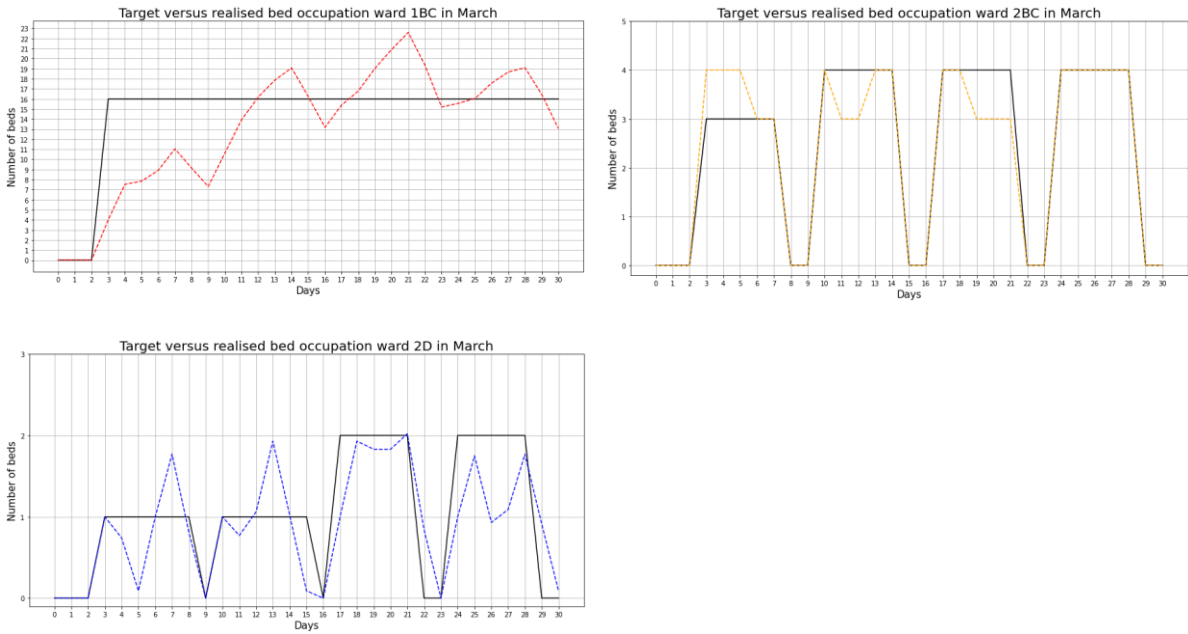 Target versus realised bed occupation ward 1BC in March
Number of beds
23
22
21
20
19
18
17
16
15
14
13
12
11
10
9
8
7
6
5
4
3
2
1
0
0 1 2 3 4 5 6 7 8 9 10 11 12 13 14 15 16 17 18 19 20 21 22 23 24 25 26 27 28 29 30
Days
Target versus realised bed occupation ward 2BC in March
Number of beds
5
4
3
2
1
0
0 1 2 3 4 5 6 7 8 9 10 11 12 13 14 15 16 17 18 19 20 21 22 23 24 25 26 27 28 29 30
Days
Target versus realised bed occupation ward 2D in March
Number of beds
3
2
1
0
0 1 2 3 4 5 6 7 8 9 10 11 12 13 14 15 16 17 18 19 20 21 22 23 24 25 26 27 28 29 30
Days